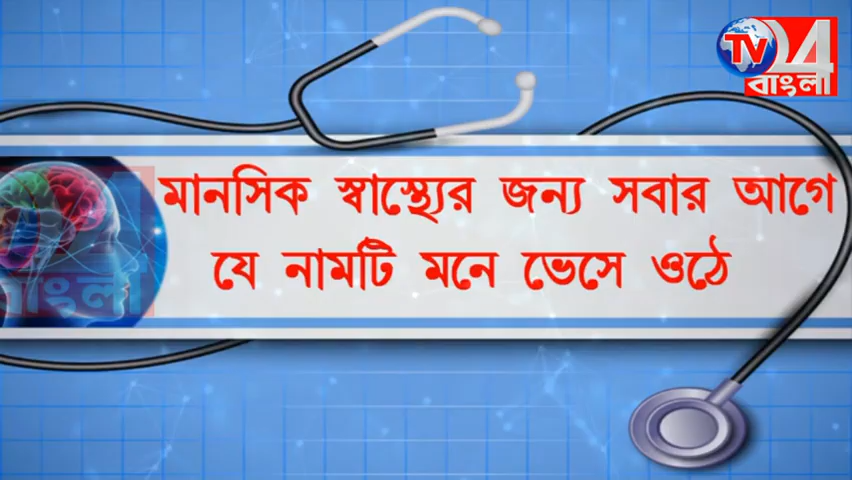 TV 24
বাংলা
মানসিক স্বাস্থ্যের জন্য সবার আগে
যে নামটি মনে ভেসে ওঠে
বাংলা